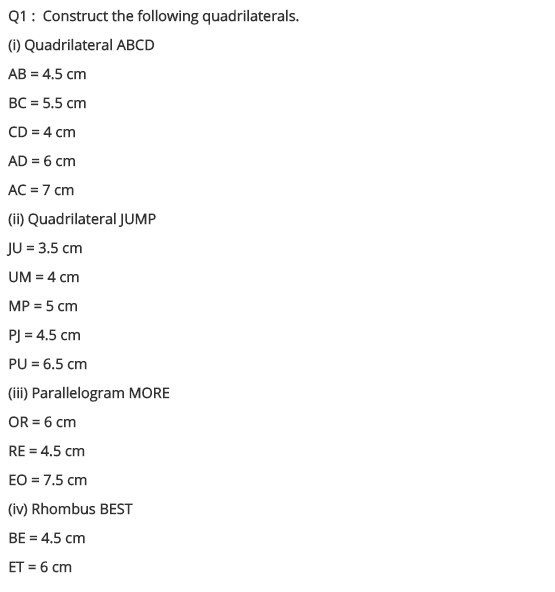 Q1 : Construct the following quadrilaterals.
(i) Quadrilateral ABCD
AB = 4.5 cm
BC = 5.5 cm
CD = 4 cm
AD = 6 cm
AC = 7 cm
(ii) Quadrilateral JUMP
JU = 3.5 cm
UM = 4 cm
MP = 5 cm
PJ = 4.5 cm
PU = 6.5 cm
(iii) Parallelogram MORE
OR = 6 cm
RE = 4.5 cm
EO = 7.5 cm
(iv) Rhombus BEST
BE = 4.5 cm
ET = 6 cm